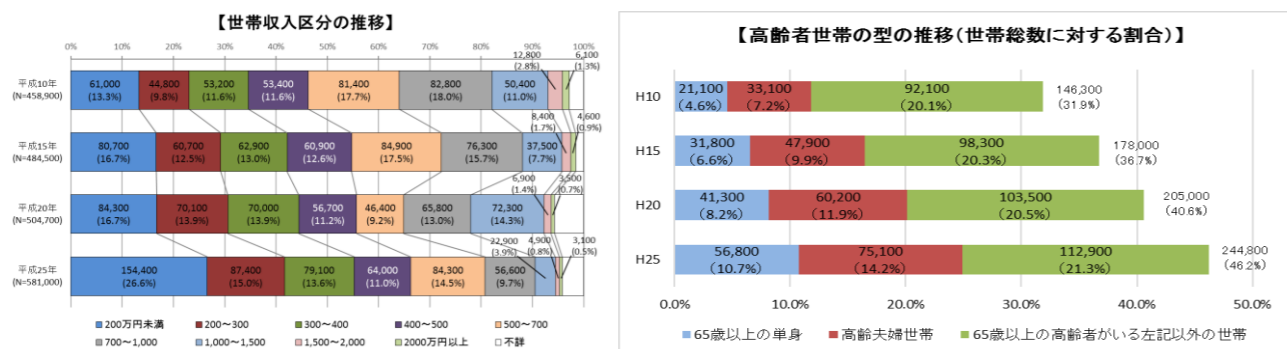 【世帯収入区分の推移】
0% 10% 20% 30% 40% 50% 60% 70% 80% 90% 100%
12,800 6,100
(2.8%) (1.3%)
平成10年 61,000 44,800 53,200 53,400 81,400 82,800 50,400
(N=458,900) (13.3%) (9.8%) (11.6%) (11.6%) (17.7%) (18.0%) (11.0%)
8,400 4,600
(1.7%) (0.9%)
平成15年 80,700 60,700 62,900 60,900 84,900 76,300 37,500
(N=484,500) (16.7%) (12.5%) (13.0%) (12.6%) (17.5%) (15.7%) (7.7%)
6,900 3,500
(1.4%) (0.7%)
平成20年 84,300 70,100 70,000 56,700 46,400 65,800 72,300
(N=504,700) (16.7%) (13.9%) (13.9%) (11.2%) (9.2%) (13.0%) (14.3%)
22,900 4,900 3,100
(3.9%) (0.8%) (0.5%)
平成25年 154,400 87,400 79,100 64,000 84,300 56,600
(N=581,000) (26.6%) (15.0%) (13.6%) (11.0%) (14.5%) (9.7%)
200万円未満 200～300 300～400 400～500 500～700
700～1,000 1,000～1,500 1,500～2,000 2000万円以上 不詳
【高齢者世帯の型の推移（世帯総数に対する割合）】
H10 21,100 33,100 92,100 146,300
(4.6%) (7.2%) (20.1%) (31.9%)
H15 31,800 47,900 98,300 178,000
(6.6%) (9.9%) (20.3%) (36.7%)
H20 41,300 60,200 103,500 205,000
(8.2%) (11.9%) (20.5%) (40.6%)
H25 56,800 75,100 112,900 244,800
(10.7%) (14.2%) (21.3%) (46.2%)
0.0% 10.0% 20.0% 30.0% 40.0% 50.0%
65歳以上の単身 高齢夫婦世帯 65歳以上の高齢者がいる左記以外の世帯